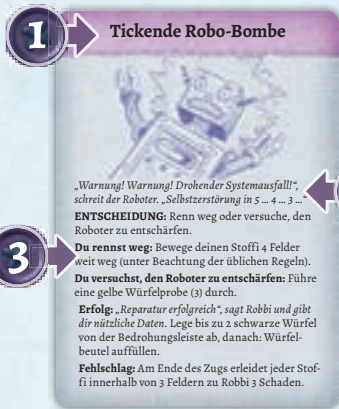 1
Tickende Robo-Bombe
„Warnung! Warnung! Drohender Systemausfall!“,
schreit der Roboter. „Selbstzerstörung in 5 … 4 … 3 …“
ENTSCHEIDUNG: Renn weg oder versuche, den
Roboter zu entschärfen.
3
Du rennst weg: Bewege deinen Stoffi 4 Felder
weit weg (unter Beachtung der üblichen Regeln).
Du versuchst, den Roboter zu entschärfen: Führe
eine gelbe Würfelprobe (3) durch.
Erfolg: „Reparatur erfolgreich“, sagt Robbi und gibt
dir nützliche Daten. Lege bis zu 2 schwarze Würfel
von der Bedrohungsleiste ab, danach: Würfel-
beutel auffüllen.
Fehlschlag: Am Ende des Zugs erleidet jeder Stof-
fi innerhalb von 3 Feldern zu Robbi 3 Schaden.